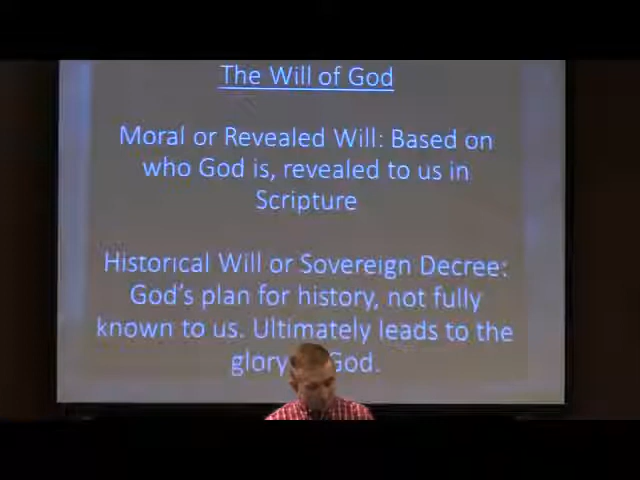 The Will of God
Moral or Revealed Will: Based on
who God is, revealed to us in
Scripture
Historical Will or Sovereign Decree:
God's plan for history, not fully
known to us. Ultimately leads to the
glory God.